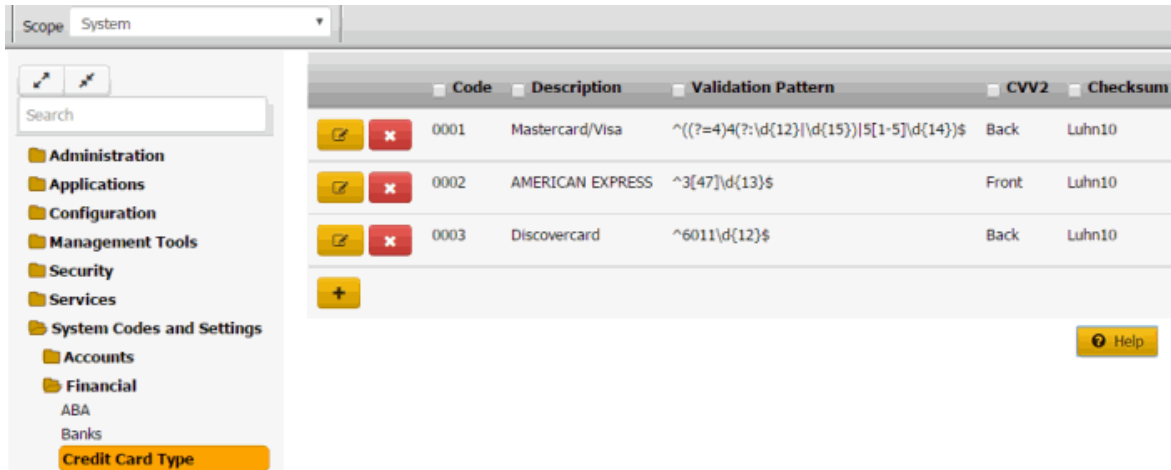 Scope System
Search
Administration
Applications
Configuration
Management Tools
Security
Services
System Codes and Settings
Accounts
Financial
ABA
Banks
Credit Card Type
Code Description Validation Pattern CVV2 Checksum
0001 Mastercard/Visa ^((?=4)4(?:\d{12}|\d{15})|5[1-5]\d{14})$ Back Luhn10
0002 AMERICAN EXPRESS ^3[47]\d{13}$ Front Luhn10
0003 Discovercard ^6011\d{12}$ Back Luhn10
Help